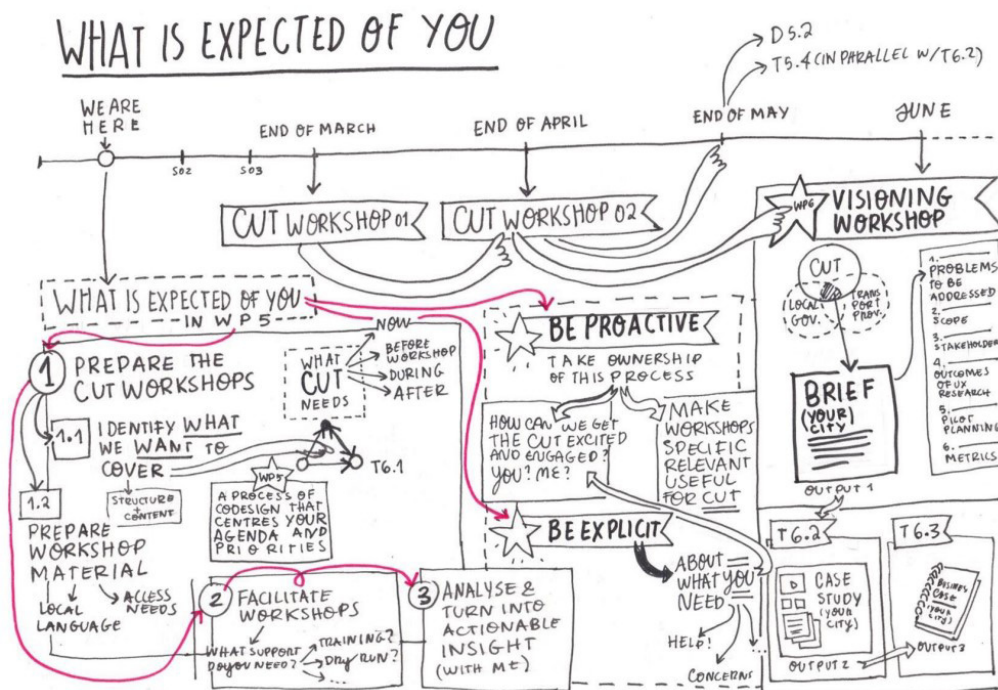 WHAT IS EXPECTED OF YOU
D5.2
T5.4 (IN PARALLEL W/T6.2)
WE ARE
HERE
S02
S03
END OF MARCH
END OF APRIL
END OF MAY
JUNE
CUT WORKSHOP 01
CUT WORKSHOP 02
WP6
VISIONING
WORKSHOP
WHAT IS EXPECTED OF YOU
IN WP5
1
PREPARE THE
CUT WORKSHOPS
1.1
IDENTIFY WHAT
WE WANT TO
COVER
STRUCTURE
+
CONTENT
1.2
PREPARE
WORKSHOP
MATERIAL
LOCAL
LANGUAGE
ACCESS
NEEDS
WHAT
CUT
NEEDS
NOW
BEFORE
WORKSHOP
DURING
AFTER
T6.1
WP5
A PROCESS OF
CODESIGN THAT
CENTRES YOUR
AGENDA AND
PRIORITIES
2
FACILITATE
WORKSHOPS
WHAT SUPPORT
DO YOU NEED?
TRAINING?
DRY RUN?
...
3
ANALYSE &
TURN INTO
ACTIONABLE
INSIGHT
(WITH ME)
BE PROACTIVE
TAKE OWNERSHIP
OF THIS PROCESS
HOW CAN WE GET
THE CUT EXCITED
AND ENGAGED?
YOU? ME?
MAKE
WORKSHOPS
SPECIFIC
RELEVANT
USEFUL
FOR CUT
BE EXPLICIT
ABOUT
WHAT YOU
NEED
HELP!
CONCERNS
...
CUT
LOCAL
GOV.
TRANS
PORT
PROV.
BRIEF
(YOUR
CITY)
OUTPUT 1
1.
PROBLEMS
TO BE
ADDRESSED
2.
SCOPE
3.
STAKEHOLDER
4.
OUTCOMES
OF UX
RESEARCH
5.
PILOT
PLANNING
6.
METRICS
T6.2
CASE
STUDY
(YOUR
CITY)
OUTPUT 2
T6.3
BUSINESS
CASE
(YOUR
CITY)
OUTPUT 3